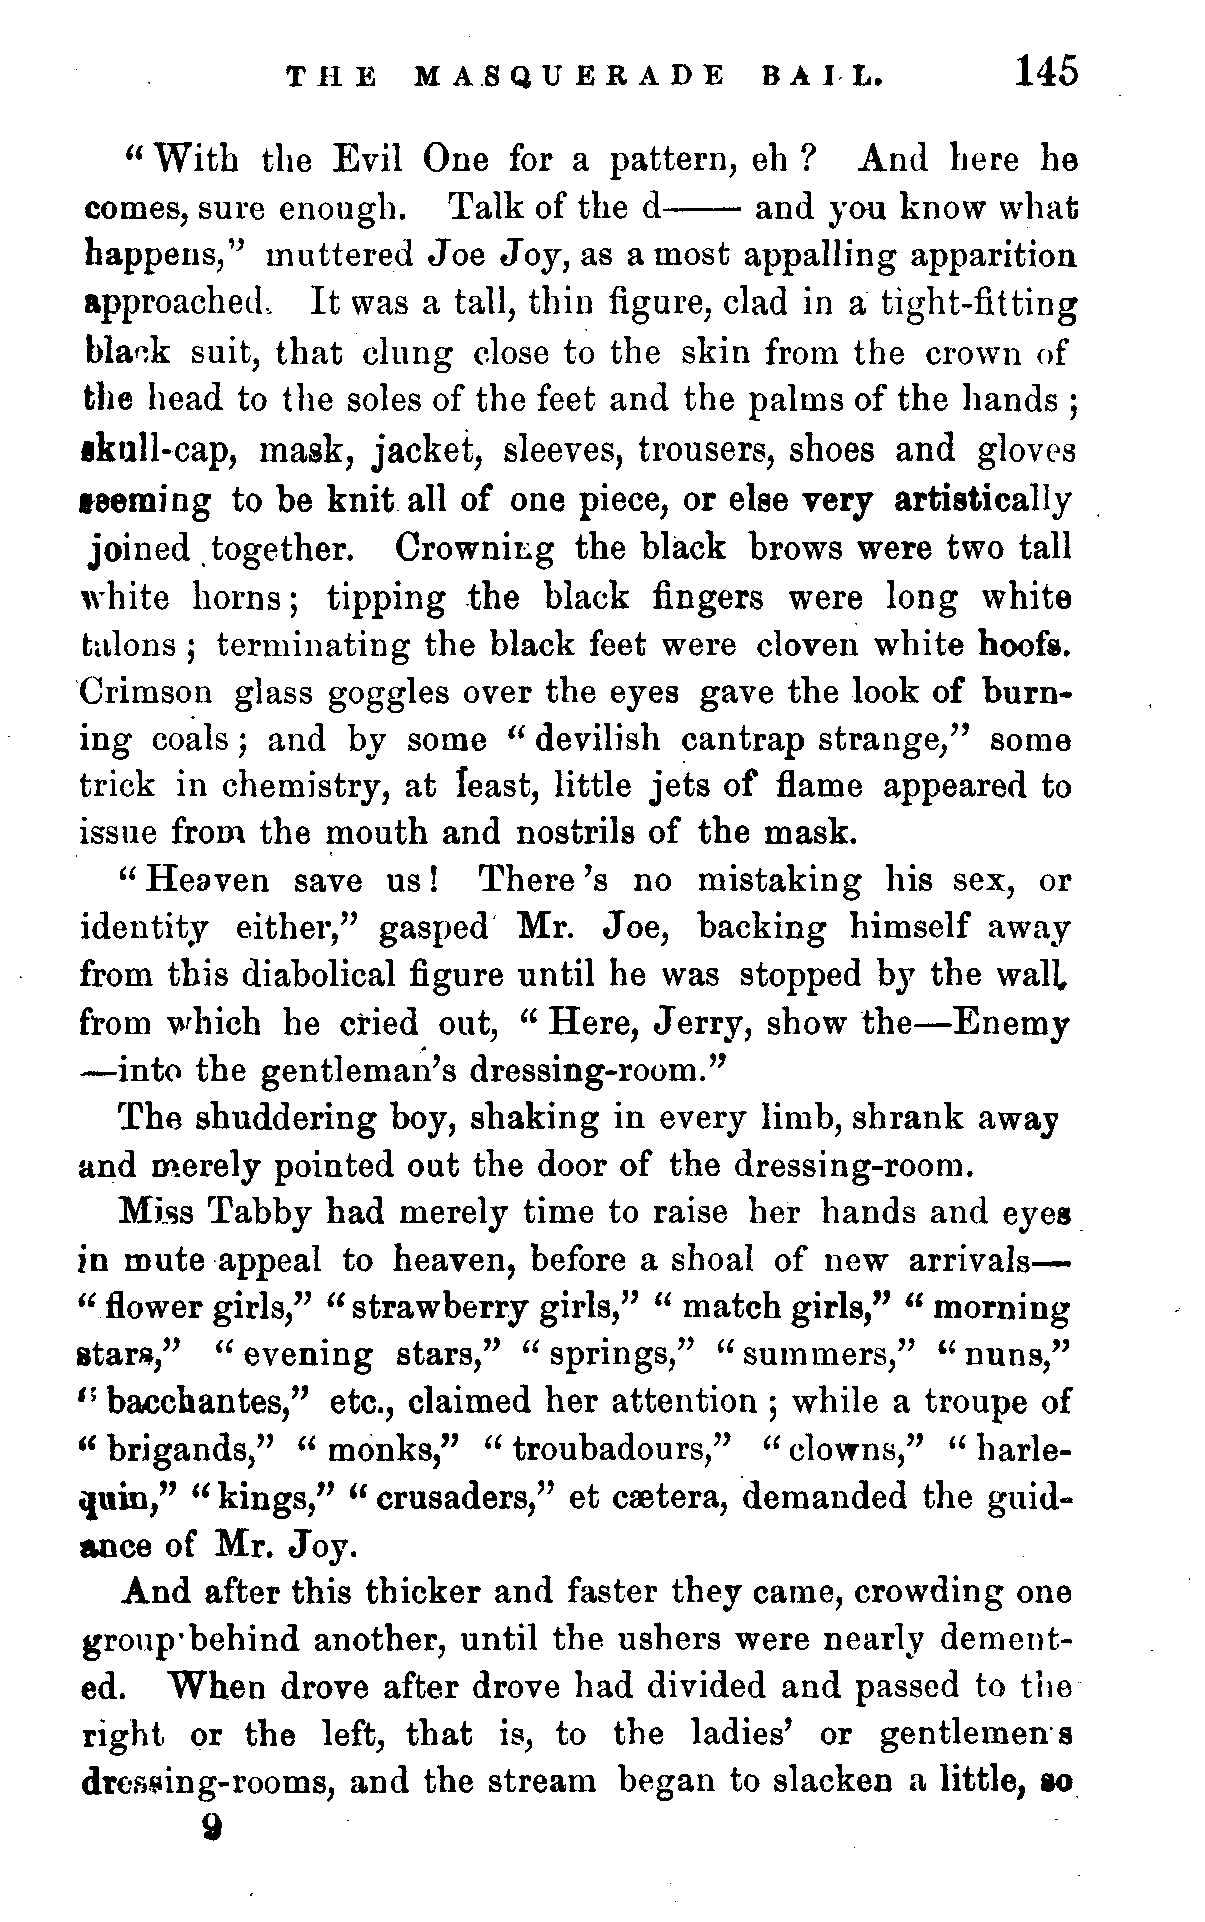 THE MASQUERADE BALL. 145
"With the Evil One for a pattern, eh? And here he
comes, sure enough. Talk of the d—— and you know what
happens," muttered Joe Joy, as a most appalling apparition
approached. It was a tall, thin figure, clad in a tight-fitting
black suit, that clung close to the skin from the crown of
the head to the soles of the feet and the palms of the hands;
skull-cap, mask, jacket, sleeves, trousers, shoes and gloves
seeming to be knit all of one piece, or else very artistically
joined together. Crowning the black brows were two tall
white horns; tipping the black fingers were long white
talons; terminating the black feet were cloven white hoofs.
Crimson glass goggles over the eyes gave the look of burn-
ing coals; and by some "devilish cantrap strange," some
trick in chemistry, at least, little jets of flame appeared to
issue from the mouth and nostrils of the mask.
"Heaven save us! There's no mistaking his sex, or
identity either," gasped Mr. Joe, backing himself away
from this diabolical figure until he was stopped by the wall,
from which he cried out, "Here, Jerry, show the—Enemy
—into the gentleman's dressing-room."
The shuddering boy, shaking in every limb, shrank away
and merely pointed out the door of the dressing-room.
Miss Tabby had merely time to raise her hands and eyes
in mute appeal to heaven, before a shoal of new arrivals—
"flower girls," "strawberry girls," "match girls," "morning
stars," "evening stars," "springs," "summers," "nuns,"
"bacchantes," etc., claimed her attention; while a troupe of
"brigands," "monks," "troubadours," "clowns," "harle-
quin," "kings," "crusaders," et cætera, demanded the guid-
ance of Mr. Joy.
And after this thicker and faster they came, crowding one
group behind another, until the ushers were nearly dement-
ed. When drove after drove had divided and passed to the
right or the left, that is, to the ladies' or gentlemen's
dressing-rooms, and the stream began to slacken a little, so
9